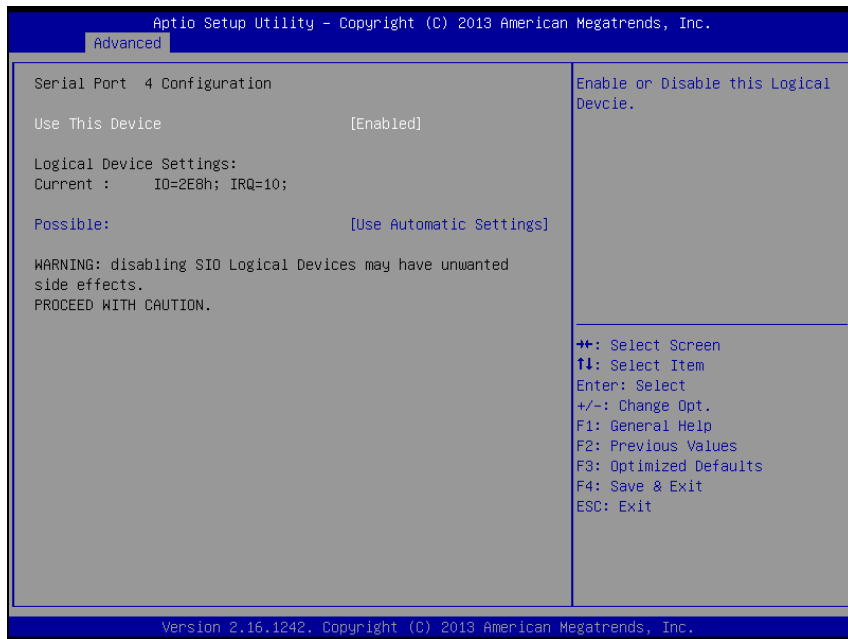 Aptio Setup Utility – Copyright (C) 2013 American Megatrends, Inc.
Advanced
Serial Port 4 Configuration
Use This Device [Enabled]
Logical Device Settings:
Current : IO=2E8h; IRQ=10;
Possible: [Use Automatic Settings]
WARNING: disabling SIO Logical Devices may have unwanted
side effects.
PROCEED WITH CAUTION.
Enable or Disable this Logical
Devcie.
→←: Select Screen
↑↓: Select Item
Enter: Select
+/-: Change Opt.
F1: General Help
F2: Previous Values
F3: Optimized Defaults
F4: Save & Exit
ESC: Exit
Version 2.16.1242. Copyright (C) 2013 American Megatrends, Inc.